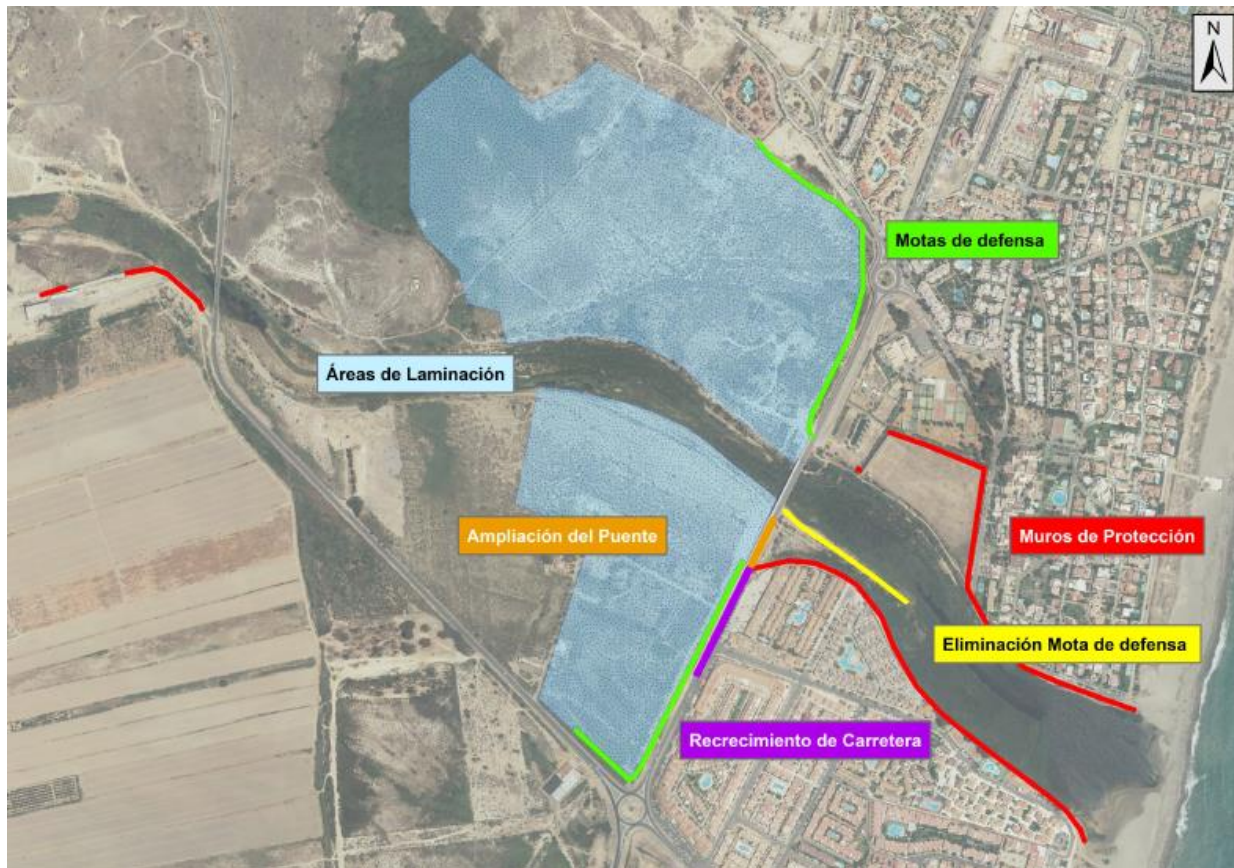 N
Motas de defensa
Áreas de Laminación
Ampliación del Puente
Muros de Protección
Eliminación Mota de defensa
Recrecimiento de Carretera